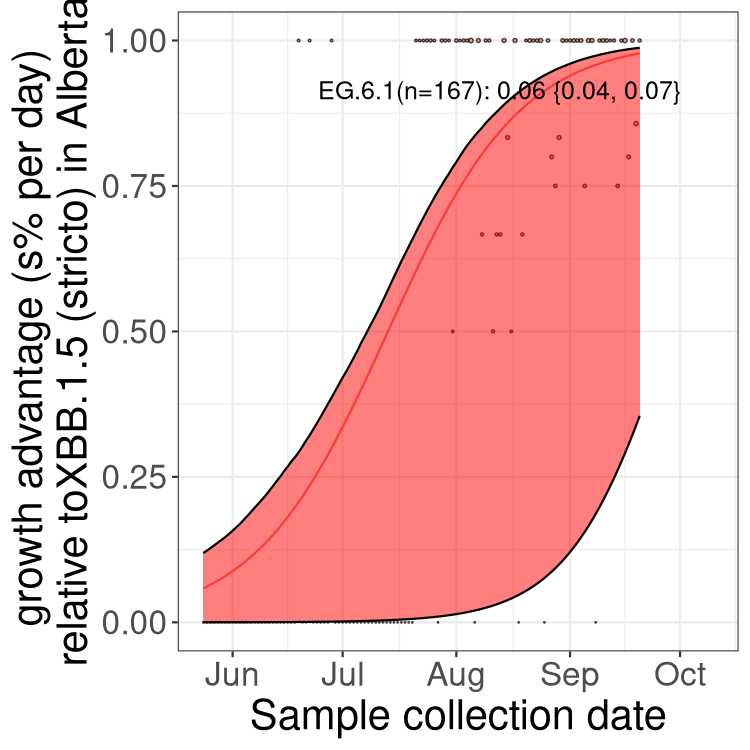 growth advantage (s% per day)
relative toXBB.1.5 (stricto) in Alberta
1.00
0.75
0.50
0.25
0.00
EG.6.1(n=167): 0.06 {0.04, 0.07}
Jun Jul Aug Sep Oct
Sample collection date